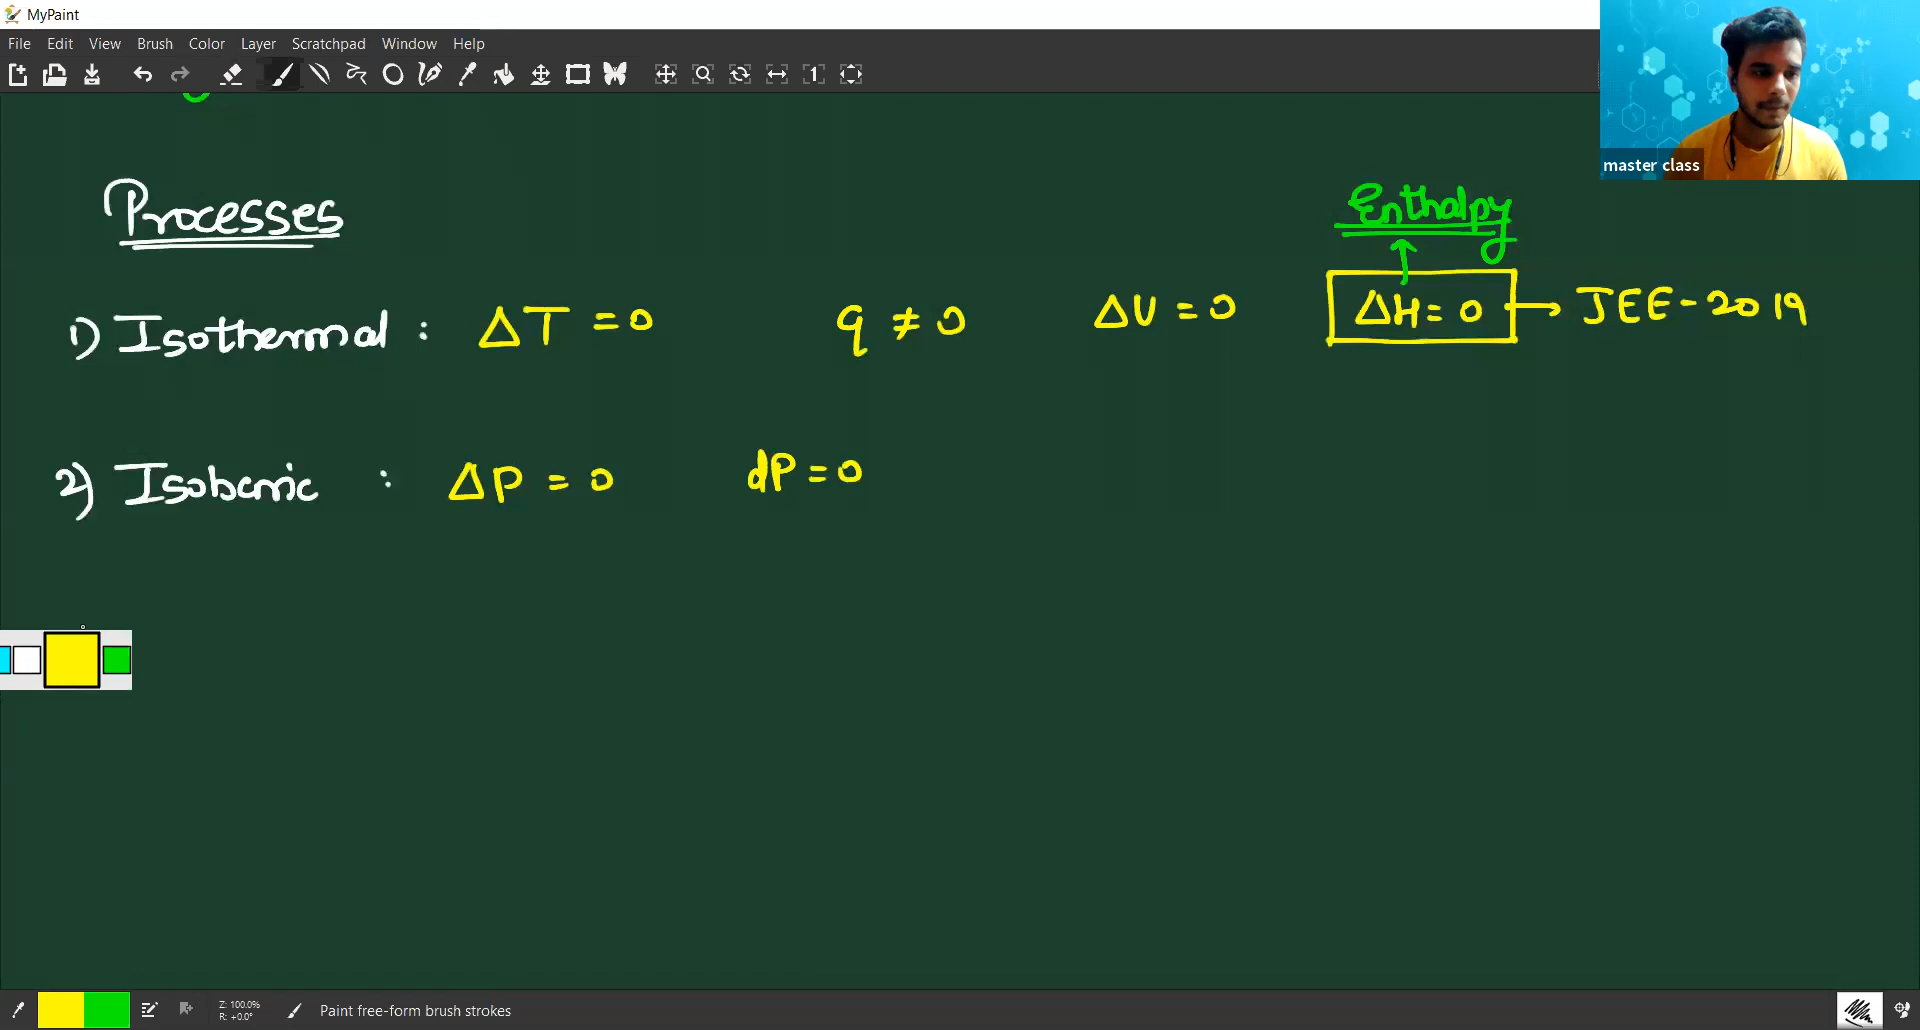 MyPaint
File Edit View Brush Color Layer Scratchpad Window Help
master class
Processes
Enthalpy
1) Isothermal : ΔT = 0 q ≠ 0 ΔU = 0 ΔH = 0 → JEE - 2019
2) Isobaric : ΔP = 0 dP = 0
Z: 100.0%
R: +0.0°
Paint free-form brush strokes